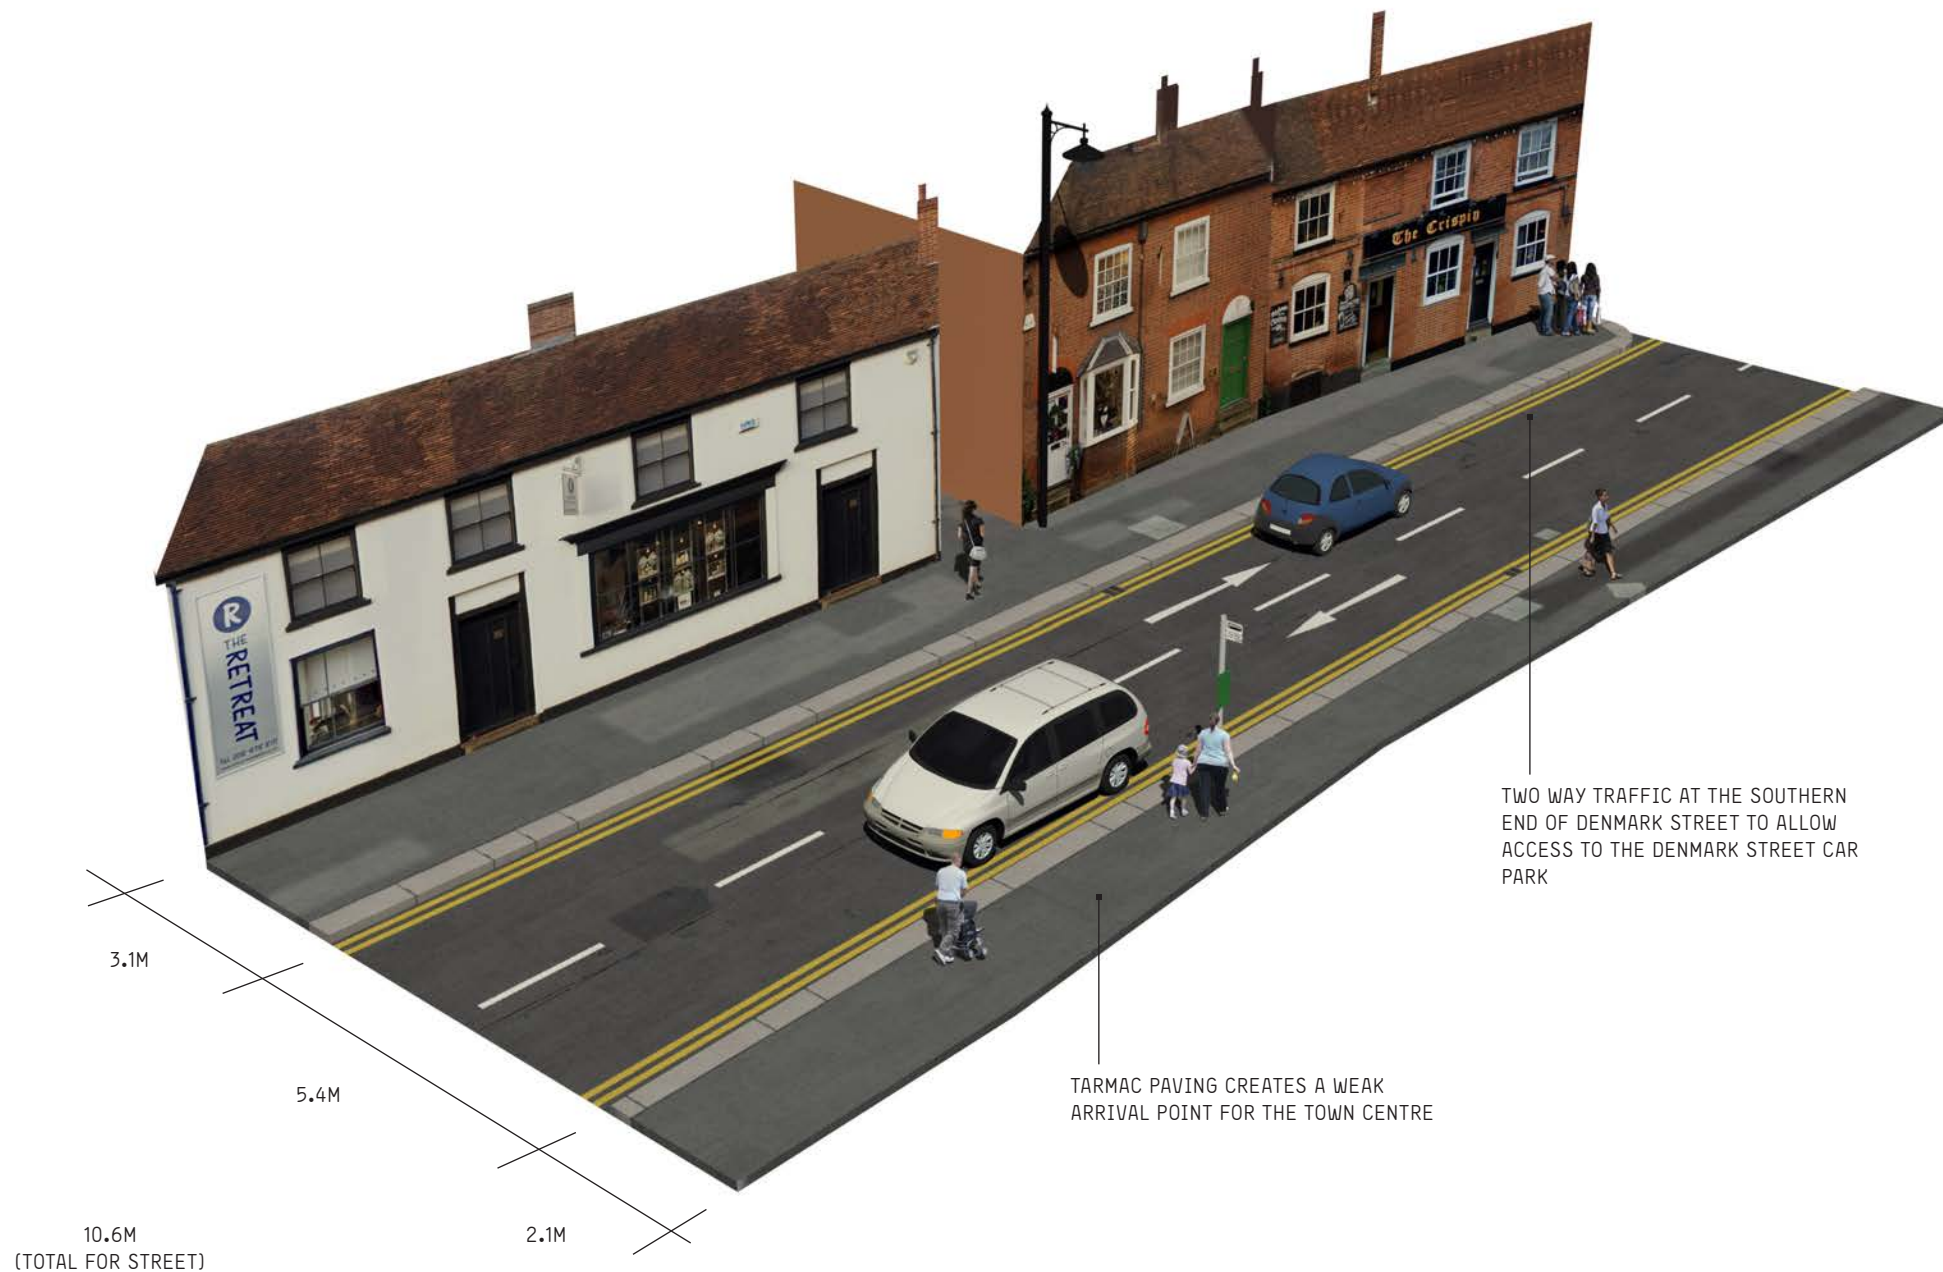 The Crispin
R
THE
RETREAT
TWO WAY TRAFFIC AT THE SOUTHERN
END OF DENMARK STREET TO ALLOW
ACCESS TO THE DENMARK STREET CAR
PARK
3.1M
5.4M
TARMAC PAVING CREATES A WEAK
ARRIVAL POINT FOR THE TOWN CENTRE
2.1M
10.6M
(TOTAL FOR STREET)